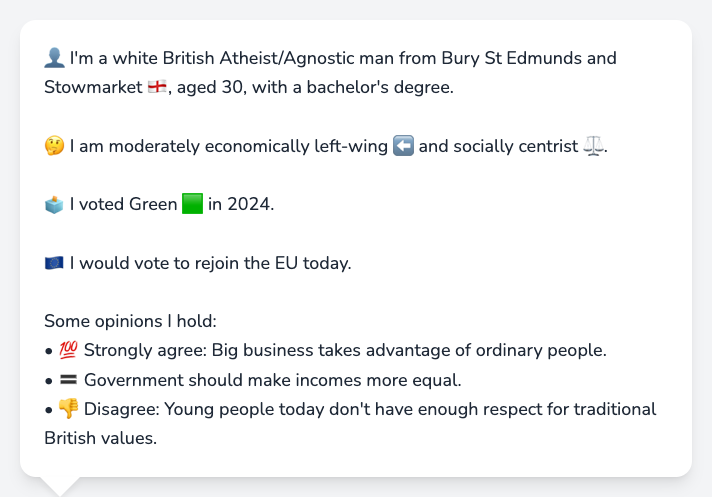 👤 I'm a white British Atheist/Agnostic man from Bury St Edmunds and
Stowmarket 🏴󠁧󠁢󠁥󠁮󠁧󠁿, aged 30, with a bachelor's degree.
🤔 I am moderately economically left-wing ⬅️ and socially centrist ⚖️.
🗳️ I voted Green 🟩 in 2024.
🇪🇺 I would vote to rejoin the EU today.
Some opinions I hold:
• 💯 Strongly agree: Big business takes advantage of ordinary people.
• 🟰 Government should make incomes more equal.
• 👎 Disagree: Young people today don't have enough respect for traditional
British values.